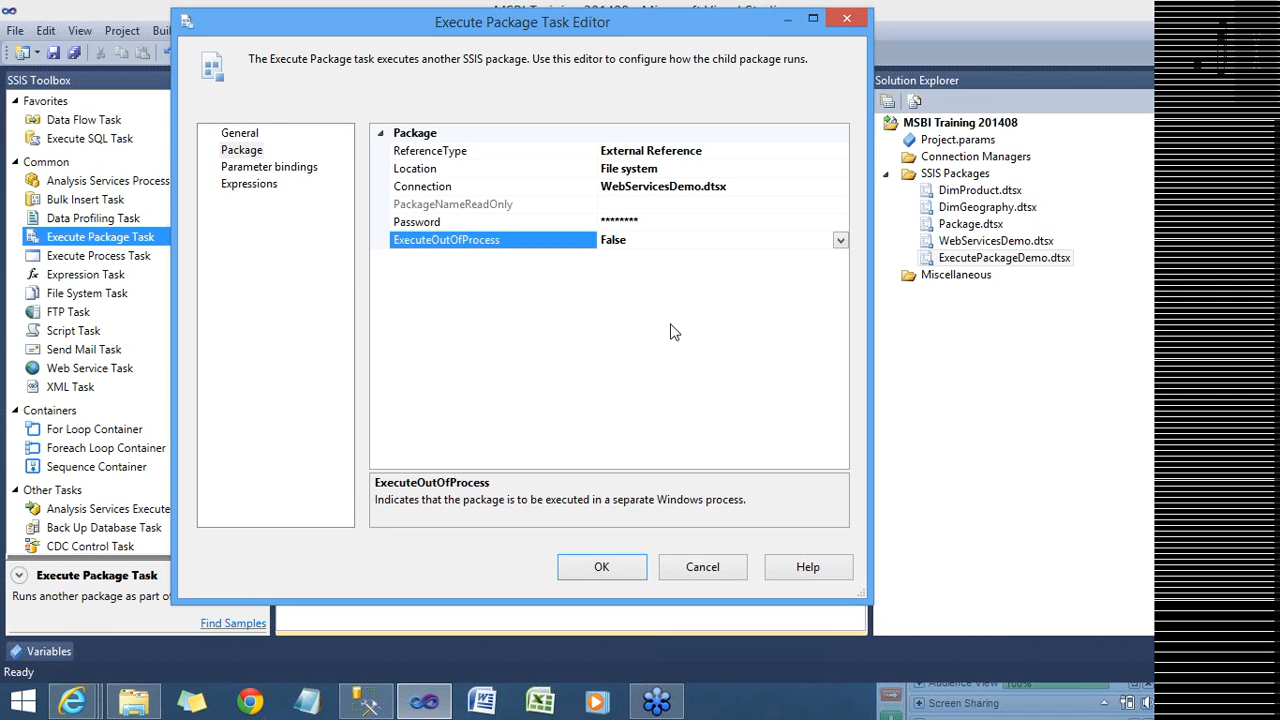 Execute Package Task Editor
File Edit View Project
The Execute Package task executes another SSIS package. Use this editor to configure how the child package runs.
SSIS Toolbox
Favorites
Data Flow Task
Execute SQL Task
Common
Analysis Services Process
Bulk Insert Task
Data Profiling Task
Execute Package Task
Execute Process Task
Expression Task
File System Task
FTP Task
Script Task
Send Mail Task
Web Service Task
XML Task
Containers
For Loop Container
Foreach Loop Container
Sequence Container
Other Tasks
Analysis Services Execute
Back Up Database Task
CDC Control Task
Execute Package Task
Runs another package as part of
Find Samples
Variables
Ready
General
Package
Parameter bindings
Expressions
Package
ReferenceType External Reference
Location File system
Connection WebServicesDemo.dtsx
PackageNameReadOnly
Password ********
ExecuteOutOfProcess False
ExecuteOutOfProcess
Indicates that the package is to be executed in a separate Windows process.
OK Cancel Help
Solution Explorer
MSBI Training 201408
Project.params
Connection Managers
SSIS Packages
DimProduct.dtsx
DimGeography.dtsx
Package.dtsx
WebServicesDemo.dtsx
ExecutePackageDemo.dtsx
Miscellaneous
Audience View 100%
Screen Sharing